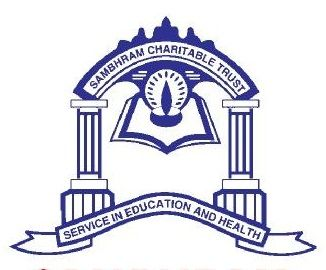 SAMBHRAM CHARITABLE TRUST
SERVICE IN EDUCATION AND HEALTH